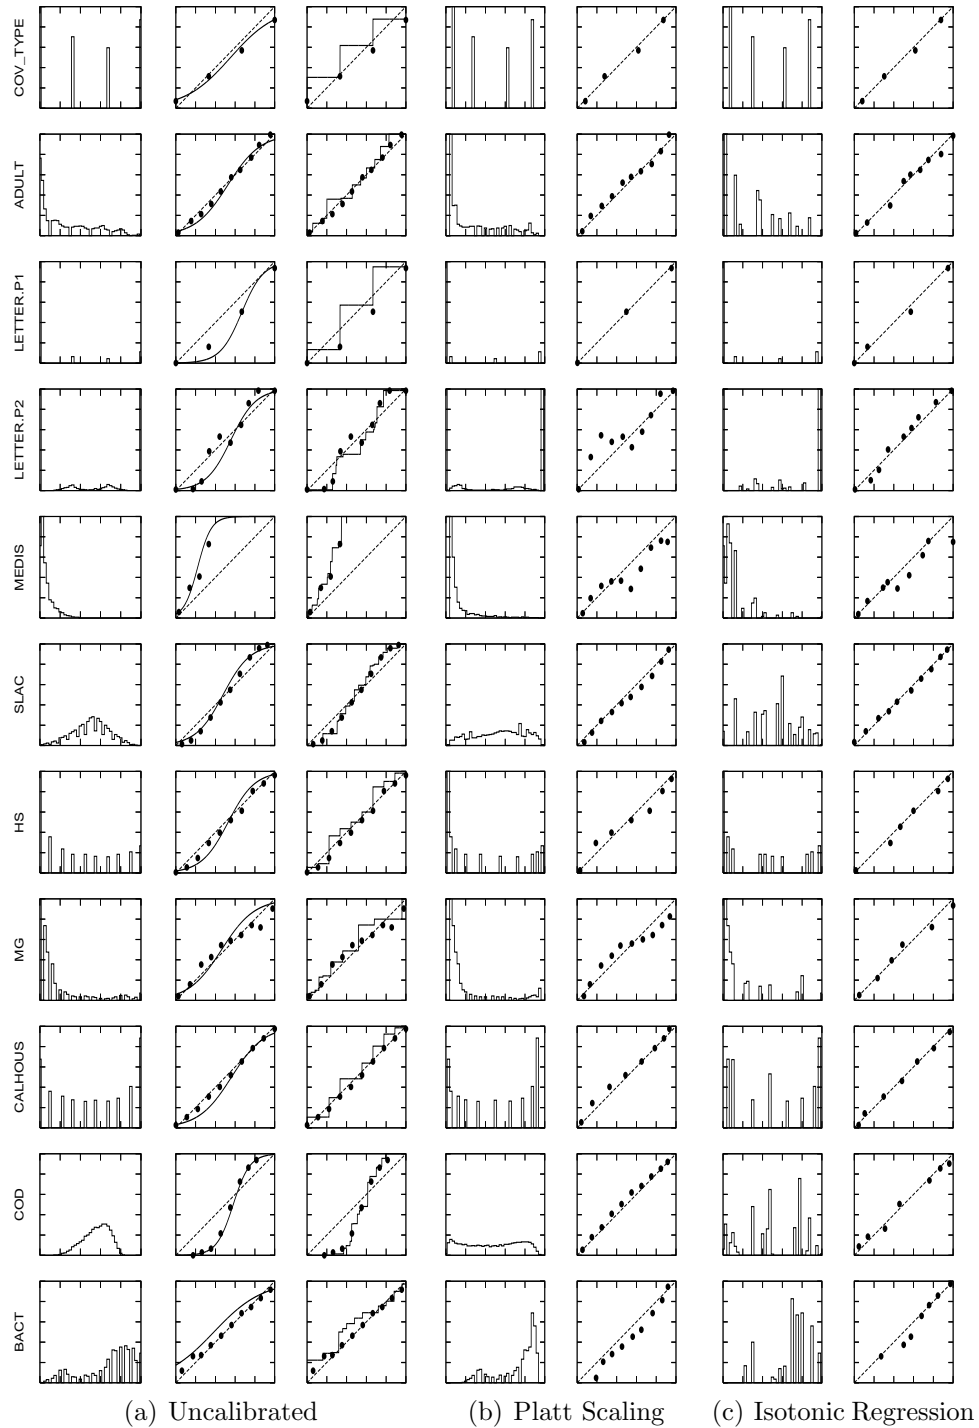 COV_TYPE
ADULT
LETTER.P1
LETTER.P2
MEDIS
SLAC
HS
MG
CALHOUS
COD
BACT
(a) Uncalibrated
(b) Platt Scaling
(c) Isotonic Regression